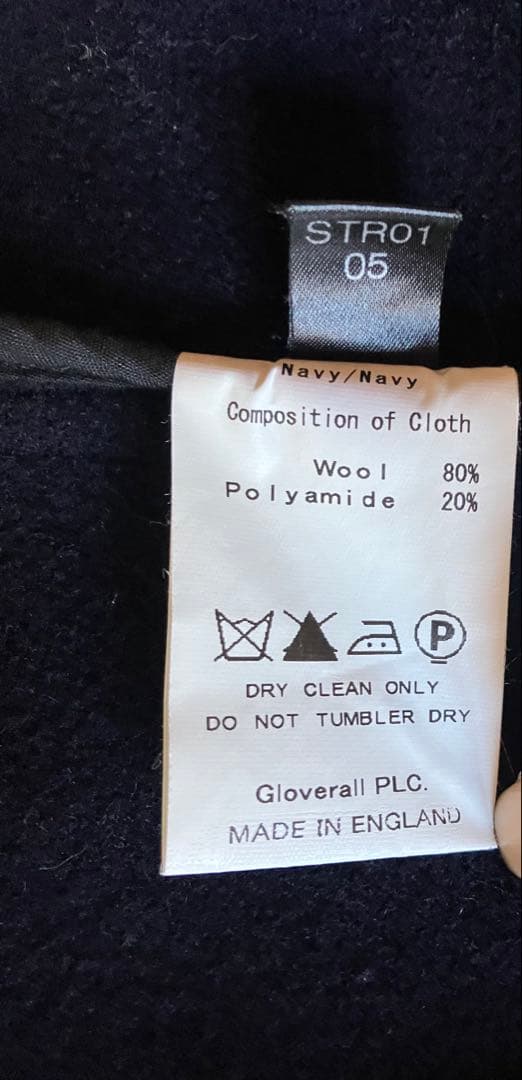 STR01
05
Navy/Navy
Composition of Cloth
Wool 80%
Polyamide 20%
P
DRY CLEAN ONLY
DO NOT TUMBLER DRY
Gloverall PLC.
MADE IN ENGLAND